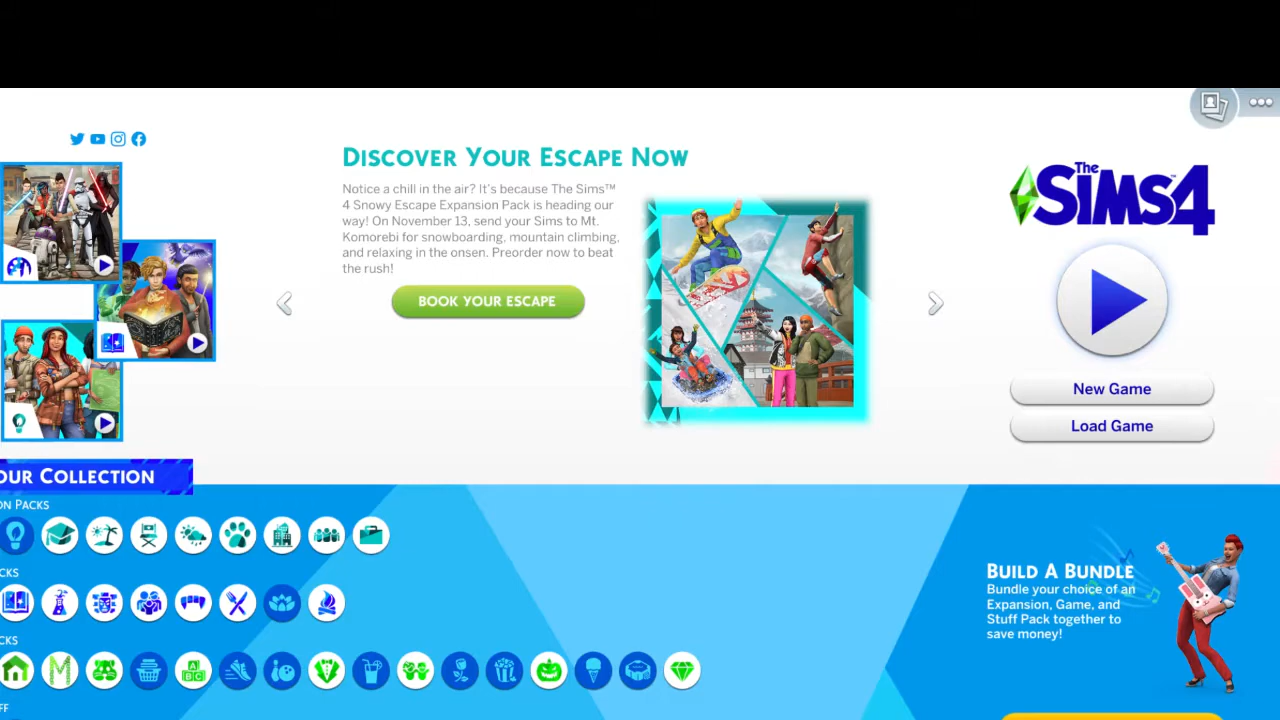 DISCOVER YOUR ESCAPE NOW
Notice a chill in the air? It's because The Sims™
4 Snowy Escape Expansion Pack is heading our
way! On November 13, send your Sims to Mt.
Komorebi for snowboarding, mountain climbing,
and relaxing in the onsen. Preorder now to beat
the rush!
BOOK YOUR ESCAPE
The SIMS™ 4
New Game
Load Game
OUR COLLECTION
ON PACKS
CKS
CKS
FF
BUILD A BUNDLE
Bundle your choice of an
Expansion, Game, and
Stuff Pack together to
save money!